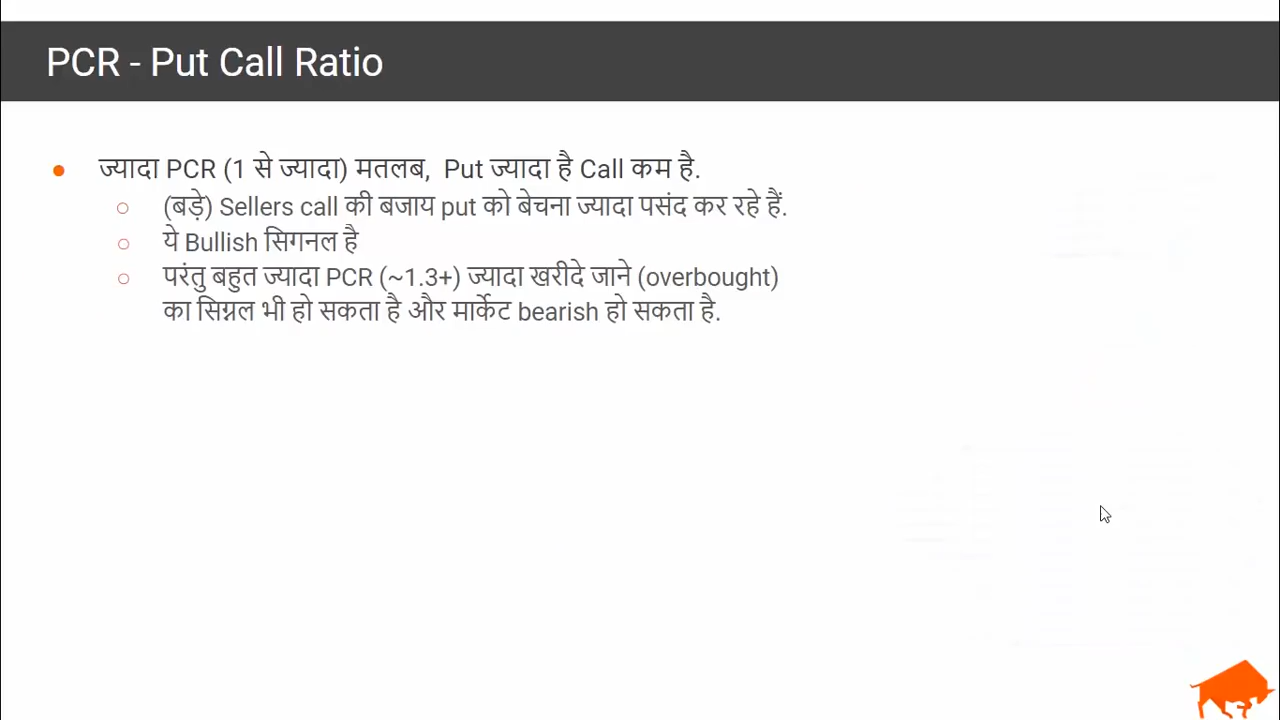 PCR - Put Call Ratio
ज्यादा PCR (1 से ज्यादा) मतलब, Put ज्यादा है Call कम है.
(बड़े) Sellers call की बजाय put को बेचना ज्यादा पसंद कर रहे हैं.
ये Bullish सिगनल है
परंतु बहुत ज्यादा PCR (~1.3+) ज्यादा खरीदे जाने (overbought)
का सिग्नल भी हो सकता है और मार्केट bearish हो सकता है.